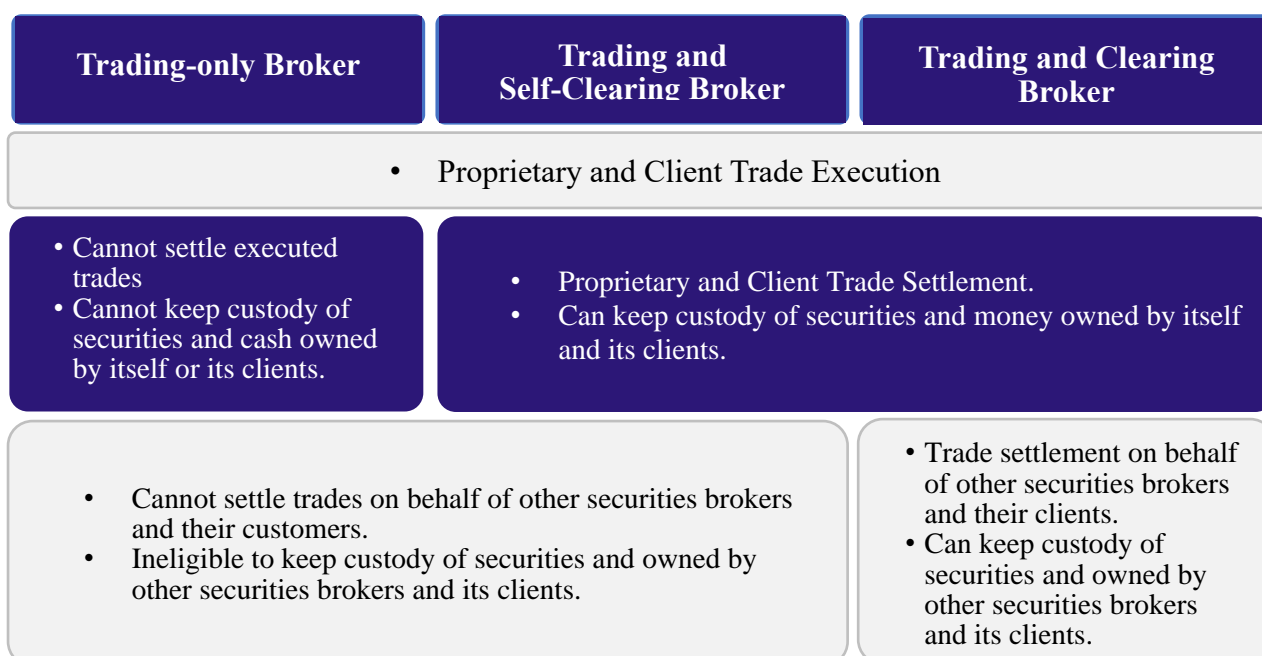 Trading-only Broker
Trading and
Self-Clearing Broker
Trading and Clearing
Broker
• Proprietary and Client Trade Execution
• Cannot settle executed
trades
• Cannot keep custody of
securities and cash owned
by itself or its clients.
• Proprietary and Client Trade Settlement.
• Can keep custody of securities and money owned by itself
and its clients.
• Cannot settle trades on behalf of other securities brokers
and their customers.
• Ineligible to keep custody of securities and owned by
other securities brokers and its clients.
• Trade settlement on behalf
of other securities brokers
and their clients.
• Can keep custody of
securities and owned by
other securities brokers
and its clients.